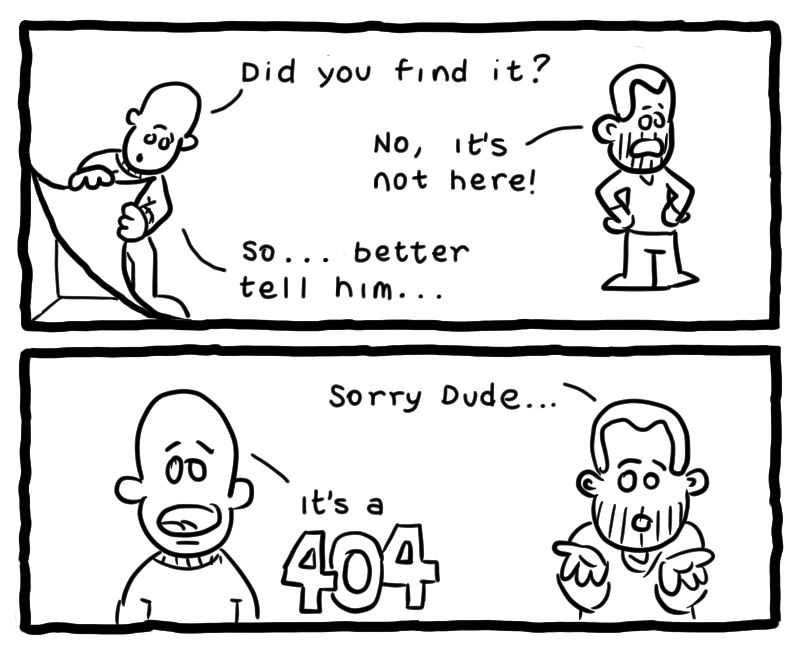 Did you find it?
No, it's
not here!
So... better
tell him...
Sorry Dude...
It's a
404